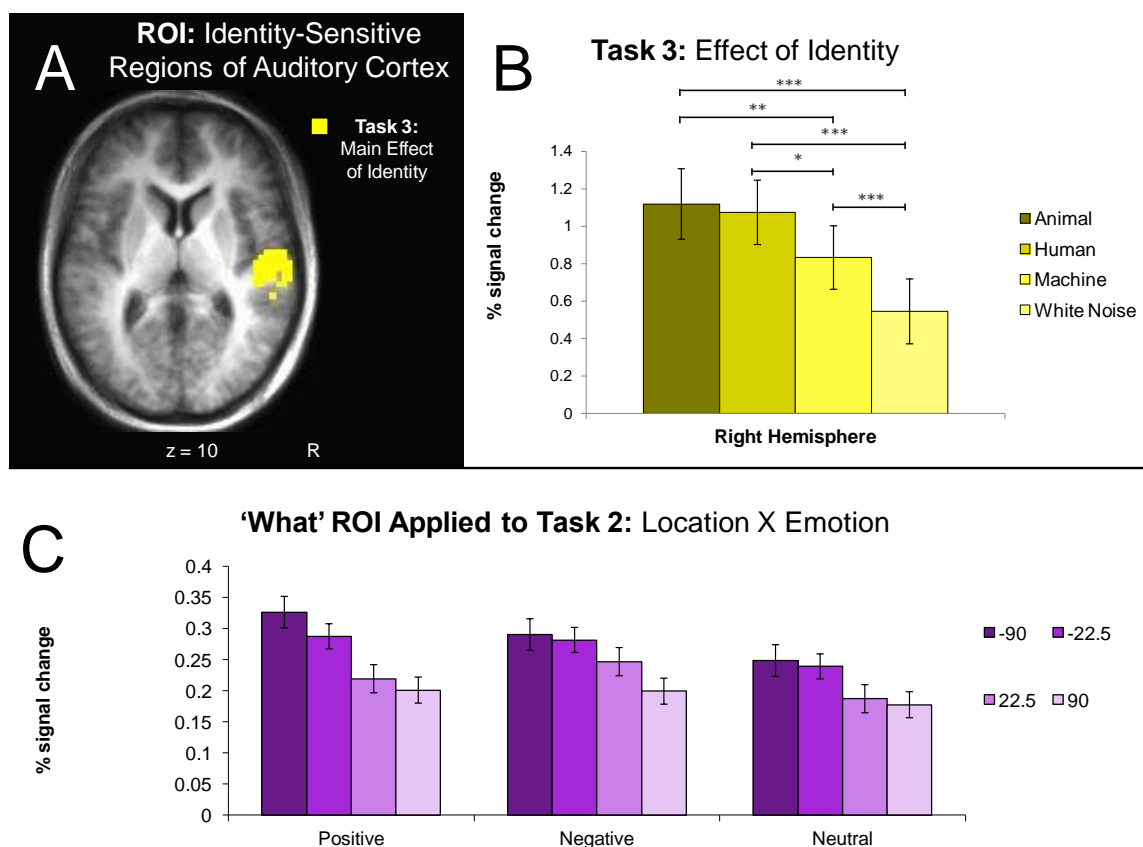 A
ROI: Identity-Sensitive
Regions of Auditory Cortex
Task 3:
Main Effect
of Identity
z = 10
R
B
Task 3: Effect of Identity
***
**
***
*
***
% signal change
1.4
1.2
1
0.8
0.6
0.4
0.2
0
Right Hemisphere
Animal
Human
Machine
White Noise
C
'What' ROI Applied to Task 2: Location X Emotion
% signal change
0.4
0.35
0.3
0.25
0.2
0.15
0.1
0.05
0
Positive
Negative
Neutral
-90
-22.5
22.5
90